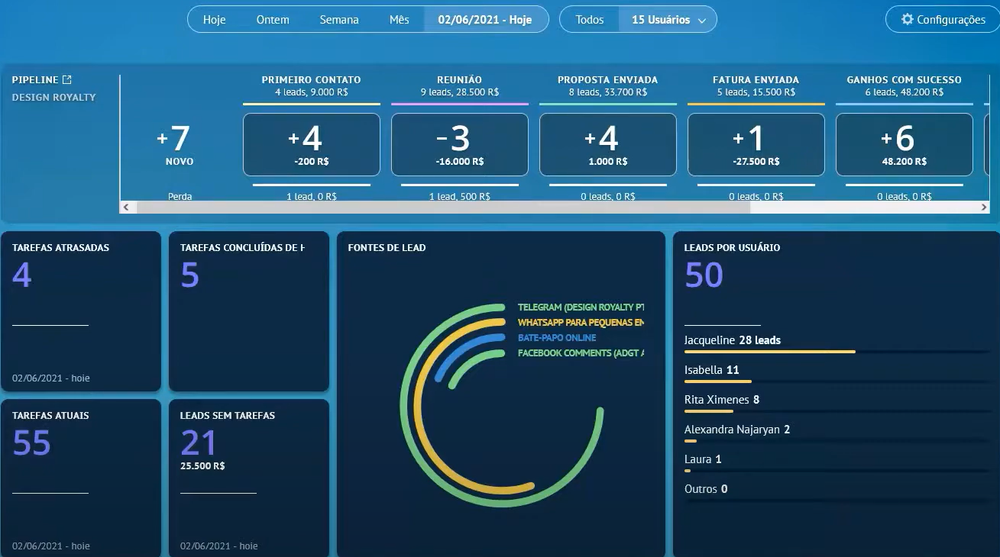 Hoje Ontem Semana Mês 02/06/2021 - Hoje Todos 15 Usuários Configurações
PIPELINE
DESIGN ROYALTY
+7
NOVO
Perda
PRIMEIRO CONTATO
4 leads, 9.000 R$
+4
-200 R$
1 lead, 0 R$
REUNIÃO
9 leads, 28.500 R$
-3
-16.000 R$
1 lead, 500 R$
PROPOSTA ENVIADA
8 leads, 33.700 R$
+4
1.000 R$
0 leads, 0 R$
FATURA ENVIADA
5 leads, 15.500 R$
+1
-27.500 R$
0 leads, 0 R$
GANHOS COM SUCESSO
6 leads, 48.200 R$
+6
48.200 R$
0 leads, 0 R$
TAREFAS ATRASADAS
4
02/06/2021 - hoje
TAREFAS CONCLUÍDAS DE
5
FONTES DE LEAD
TELEGRAM (DESIGN ROYALTY PT
WHATSAPP PARA PEQUENAS
BATE-PAPO ONLINE
FACEBOOK COMMENTS (ADGT
LEADS POR USUÁRIO
50
Jacqueline 28 leads
Isabella 11
Rita Ximenes 8
Alexandra Najaryan 2
Laura 1
Outros 0
TAREFAS ATUAIS
55
02/06/2021 - hoje
LEADS SEM TAREFAS
21
25.500 R$
02/06/2021 - hoje